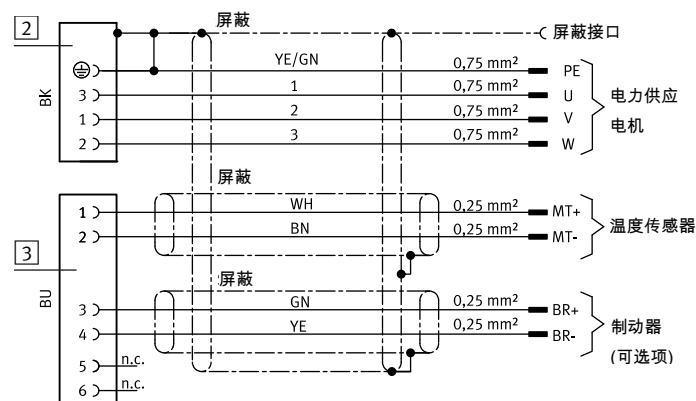 2
屏蔽
屏蔽接口
YE/GN
0,75 mm²
PE
3
1
0,75 mm²
U
电力供应
BK
1
2
0,75 mm²
V
电机
2
3
0,75 mm²
W
屏蔽
1
WH
0,25 mm²
MT+
温度传感器
2
BN
0,25 mm²
MT-
3
屏蔽
BU
3
GN
0,25 mm²
BR+
制动器
4
YE
0,25 mm²
BR-
(可选项)
5
n.c.
6
n.c.